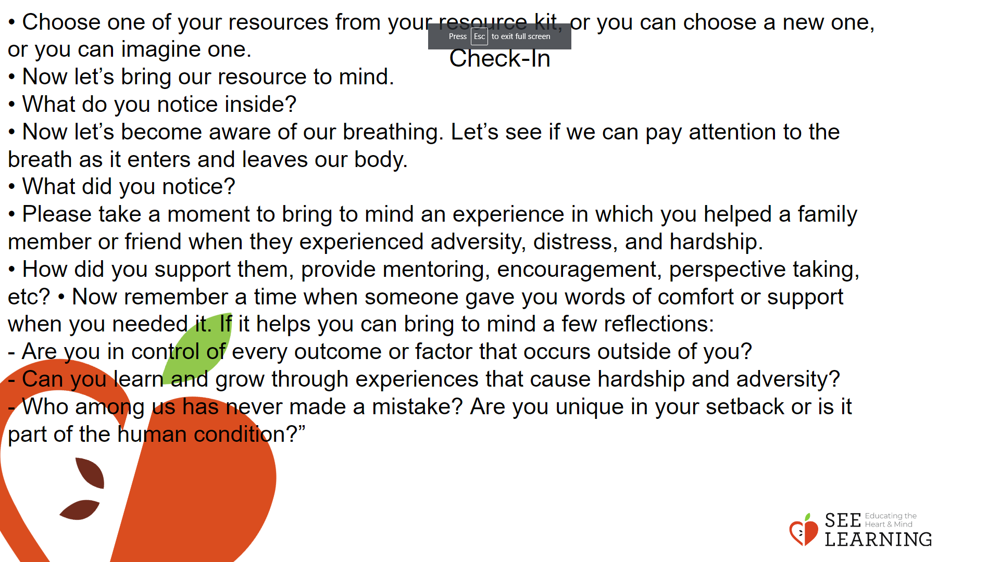 • Choose one of your resources from your resource kit, or you can choose a new one,
or you can imagine one.
Press Esc to exit full screen
Check-In
• Now let’s bring our resource to mind.
• What do you notice inside?
• Now let’s become aware of our breathing. Let’s see if we can pay attention to the
breath as it enters and leaves our body.
• What did you notice?
• Please take a moment to bring to mind an experience in which you helped a family
member or friend when they experienced adversity, distress, and hardship.
• How did you support them, provide mentoring, encouragement, perspective taking,
etc? • Now remember a time when someone gave you words of comfort or support
when you needed it. If it helps you can bring to mind a few reflections:
- Are you in control of every outcome or factor that occurs outside of you?
- Can you learn and grow through experiences that cause hardship and adversity?
- Who among us has never made a mistake? Are you unique in your setback or is it
part of the human condition?”
SEE LEARNING
Educating the
Heart & Mind